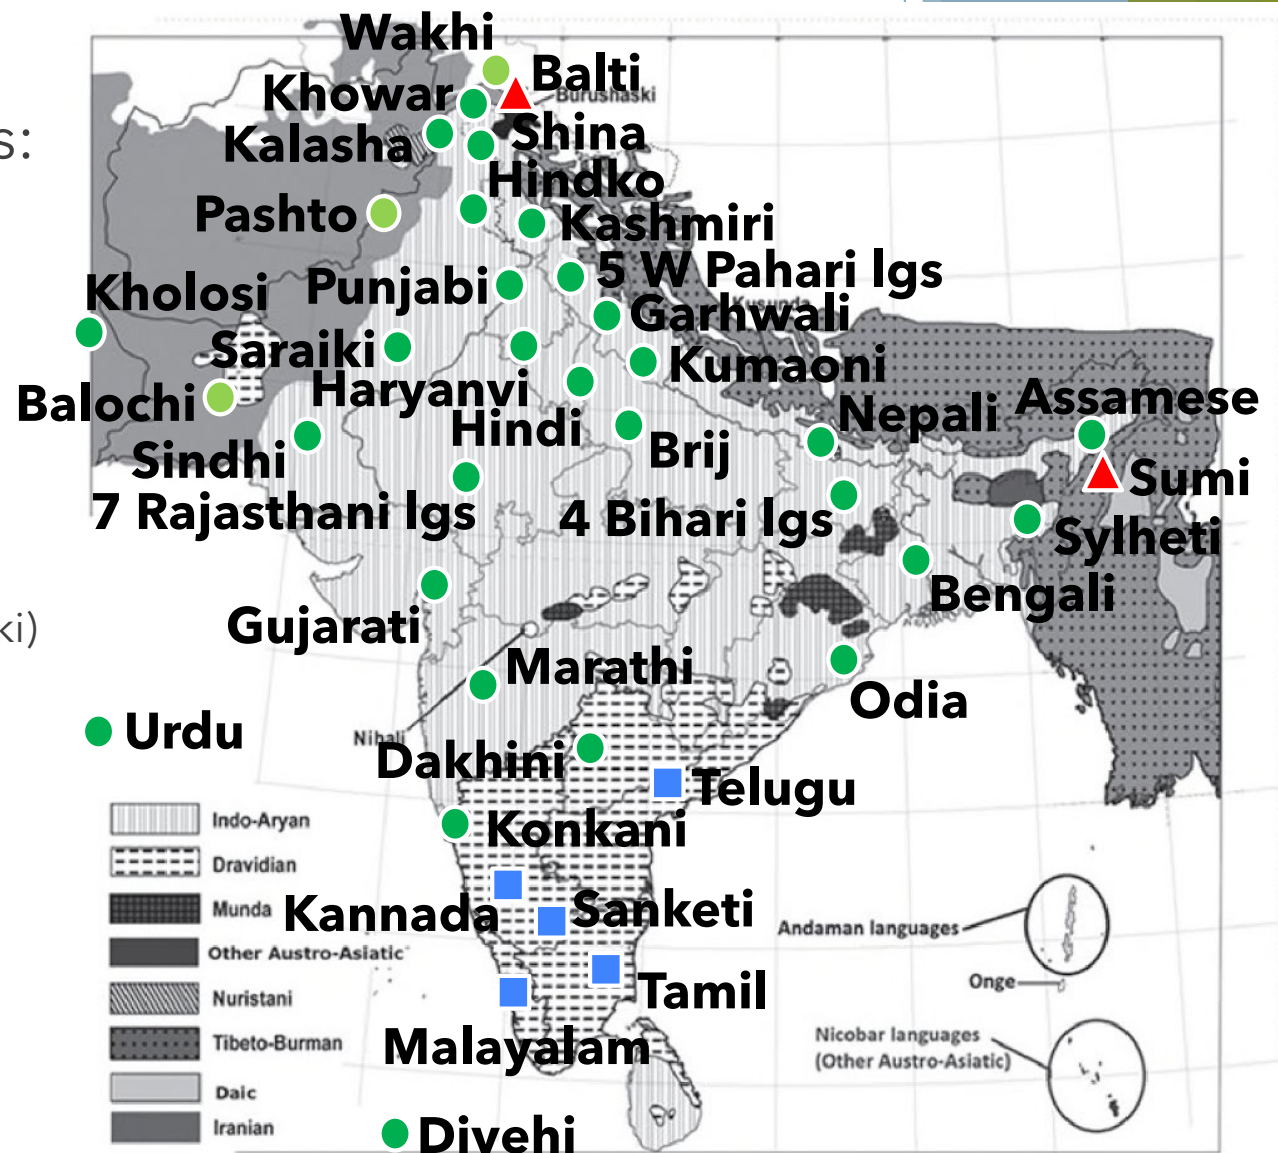 Wakhi
Balti
Khowar
Burushaski
s:
Kalasha
Shina
Hindko
Pashto
Kashmiri
5 W Pahari lgs
Kholosi
Punjabi
Kusunda
Garhwali
Saraiki
Kumaoni
Balochi
Haryanvi
Nepali
Assamese
Hindi
Brij
Sindhi
Sumi
7 Rajasthani lgs
4 Bihari lgs
Sylheti
Bengali
ki)
Gujarati
Marathi
Odia
Urdu
Nihali
Dakhini
Telugu
Konkani
Kannada
Sanketi
Tamil
Malayalam
Divehi
Indo-Aryan
Dravidian
Munda
Other Austro-Asiatic
Nuristani
Tibeto-Burman
Daic
Iranian
Andaman languages
Onge
Nicobar languages
(Other Austro-Asiatic)